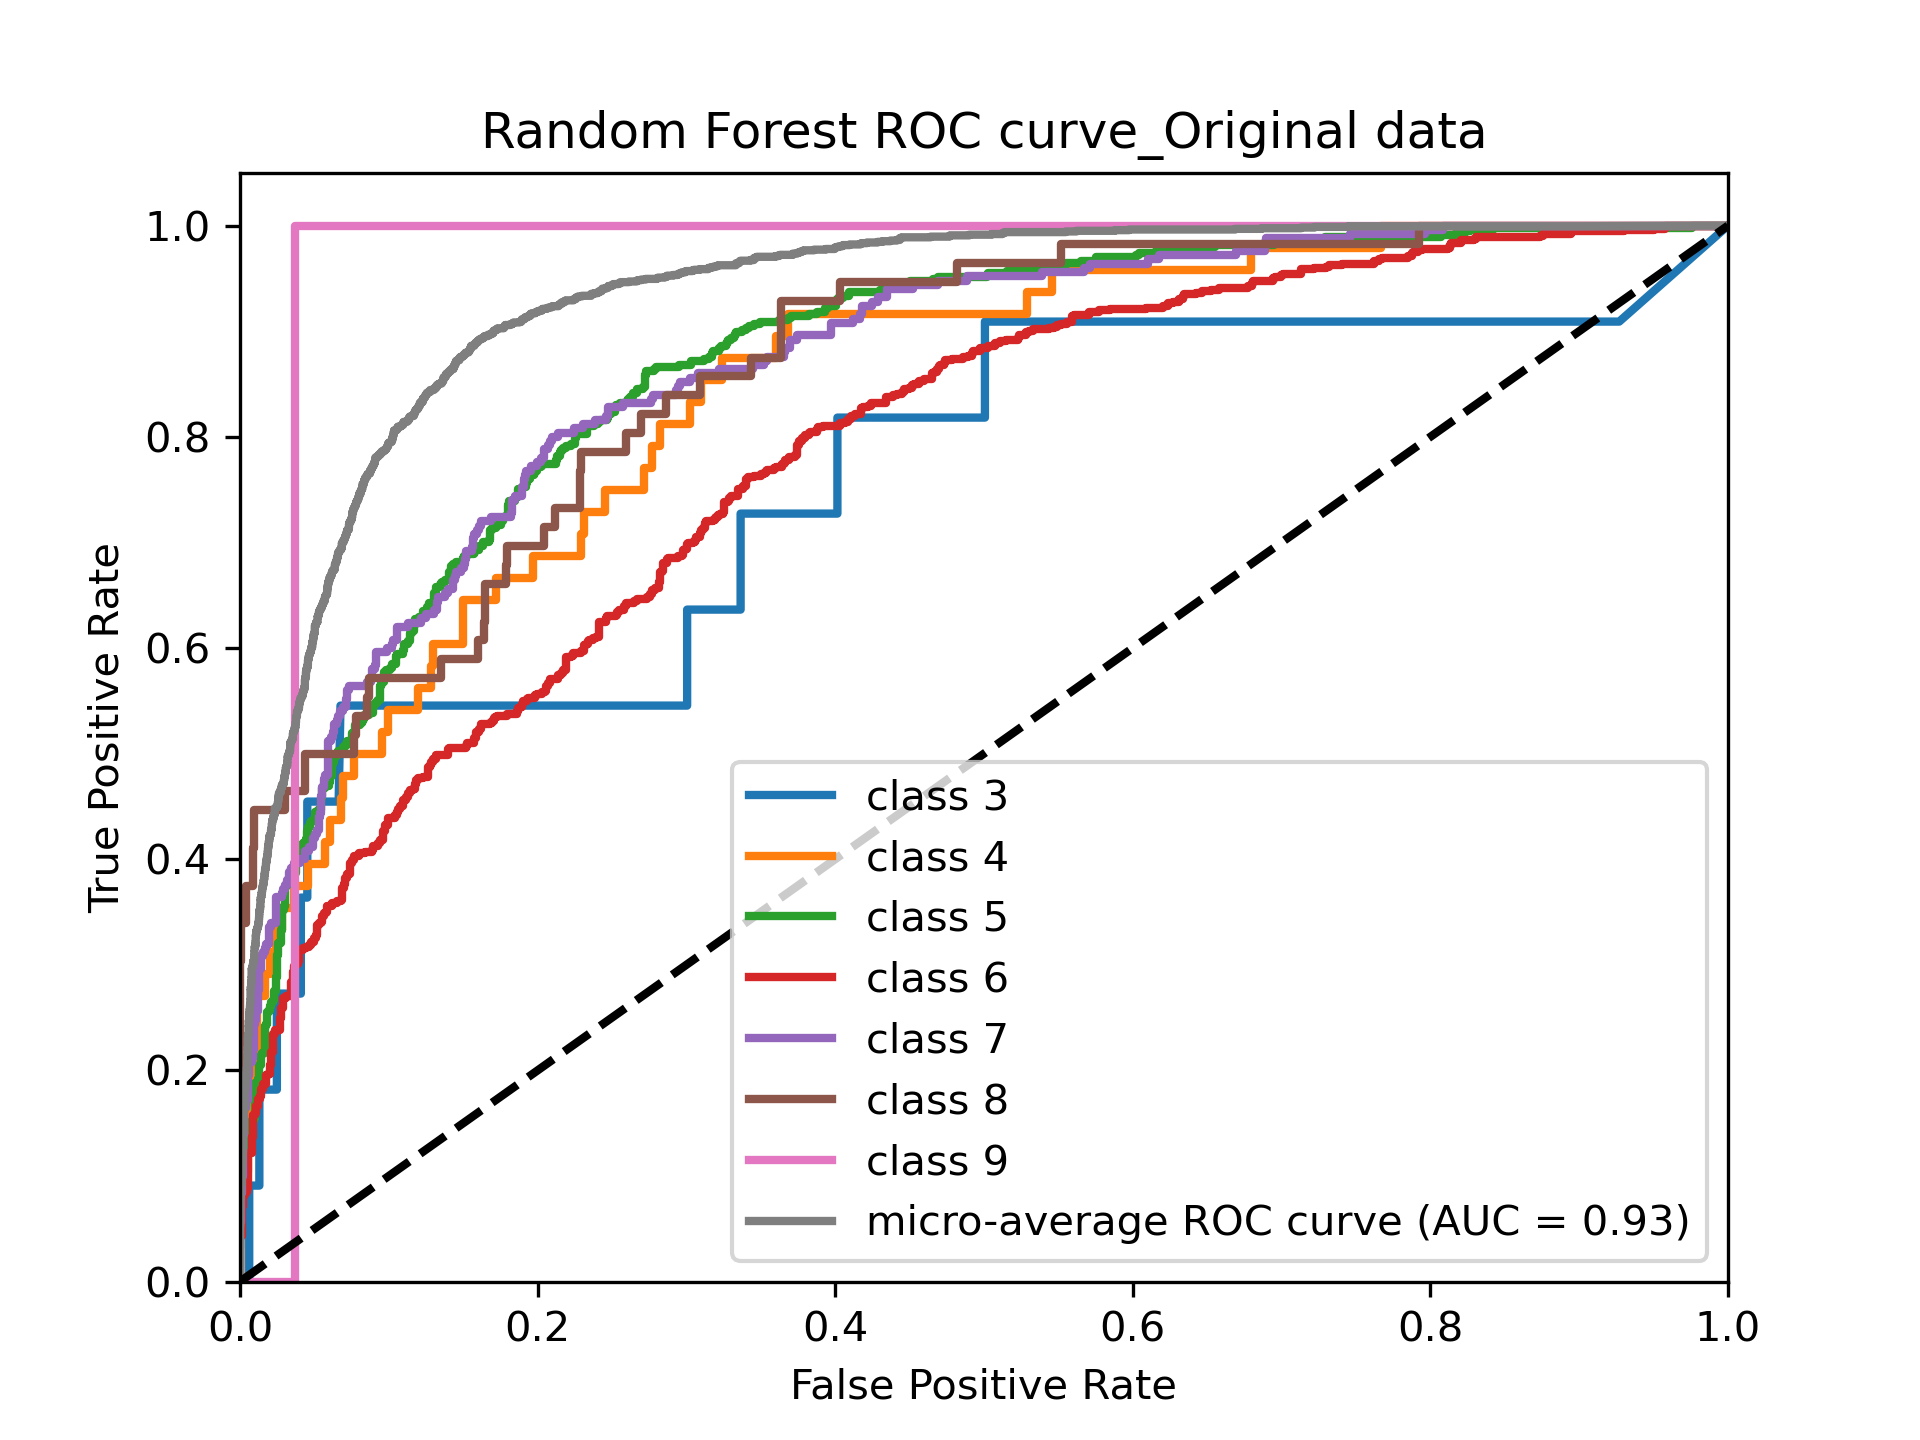 Random Forest ROC curve_Original data
True Positive Rate
1.0
0.8
0.6
0.4
0.2
0.0
class 3
class 4
class 5
class 6
class 7
class 8
class 9
micro-average ROC curve (AUC = 0.93)
0.0 0.2 0.4 0.6 0.8 1.0
False Positive Rate